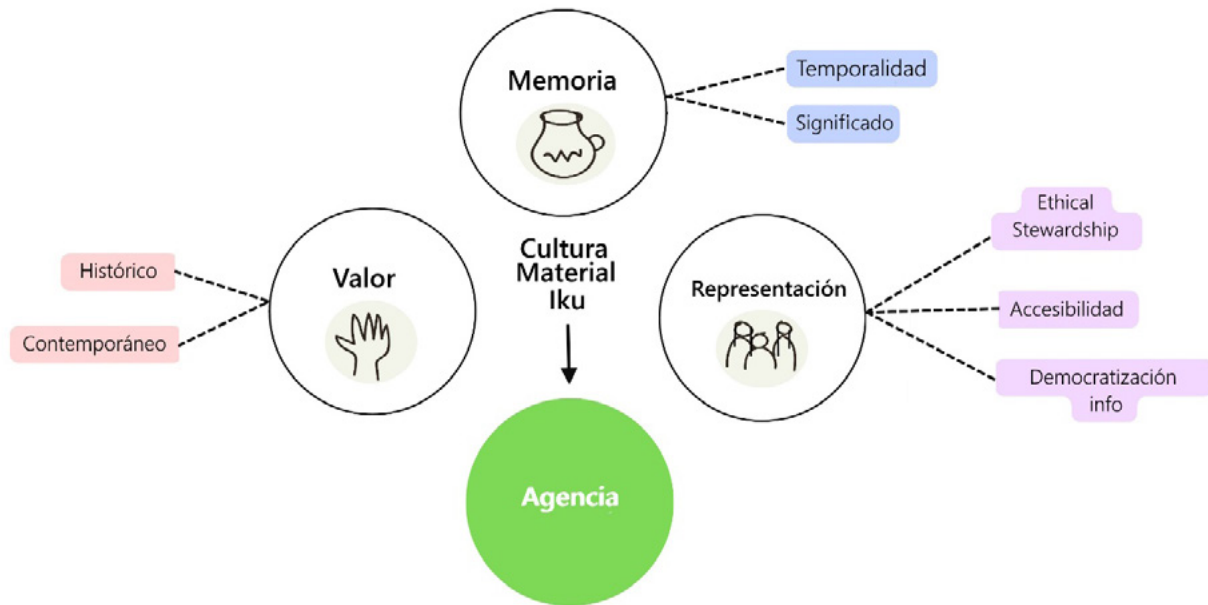 Memoria
Temporalidad
Significado
Cultura
Material
Iku
Valor
Histórico
Contemporáneo
Representación
Ethical
Stewardship
Accesibilidad
Democratización
info
Agencia